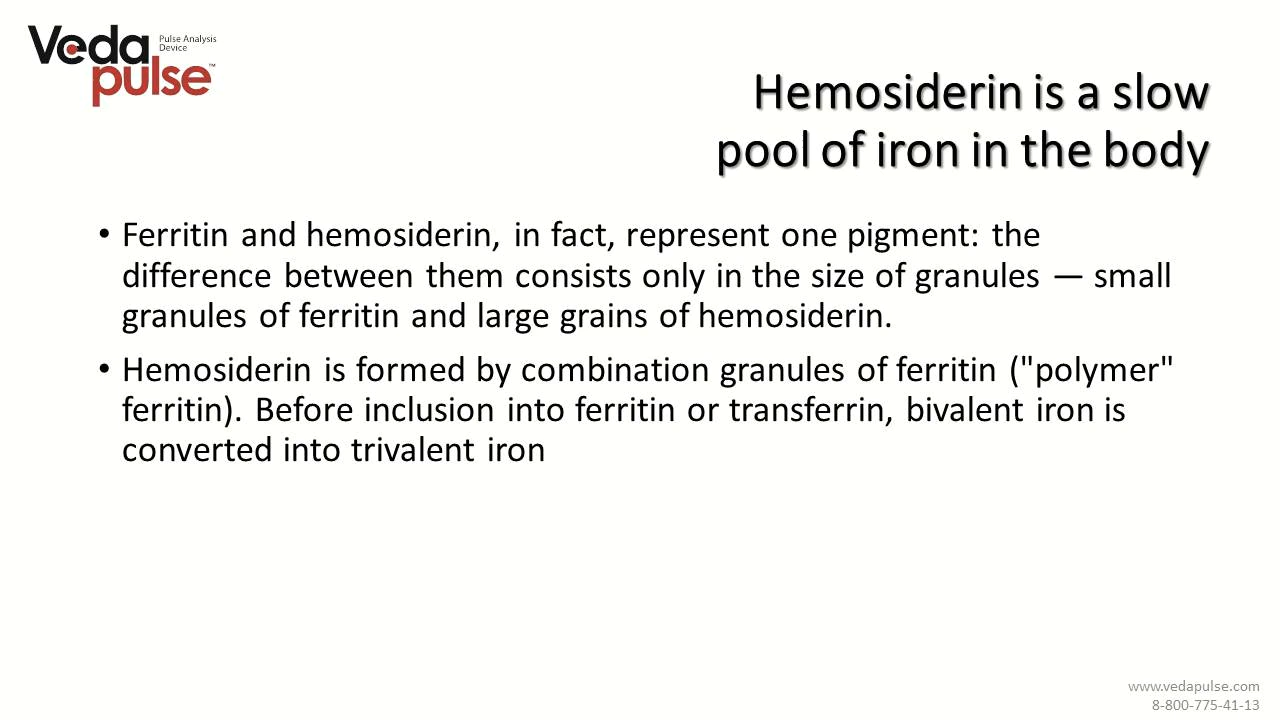 Veda
pulse™
Pulse Analysis
Device
Hemosiderin is a slow
pool of iron in the body
• Ferritin and hemosiderin, in fact, represent one pigment: the
difference between them consists only in the size of granules — small
granules of ferritin and large grains of hemosiderin.
• Hemosiderin is formed by combination granules of ferritin ("polymer"
ferritin). Before inclusion into ferritin or transferrin, bivalent iron is
converted into trivalent iron
www.vedapulse.com
8-800-775-41-13